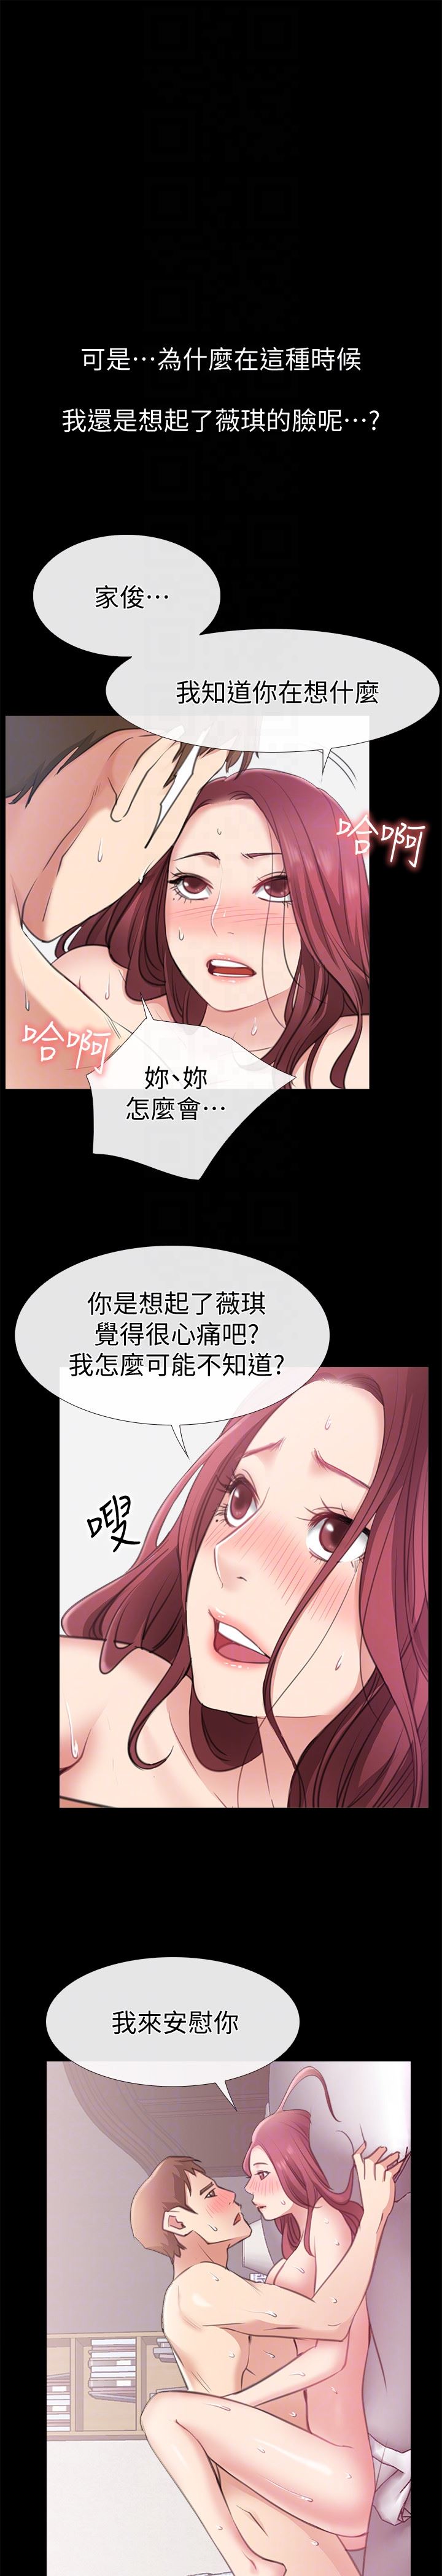 可是…為什麼在這種時候
我還是想起了薇琪的臉呢…?
家俊…
我知道你在想什麼
哈啊
哈啊
妳、妳
怎麼會…
你是想起了薇琪
覺得很心痛吧?
我怎麼可能不知道?
嗖
我來安慰你